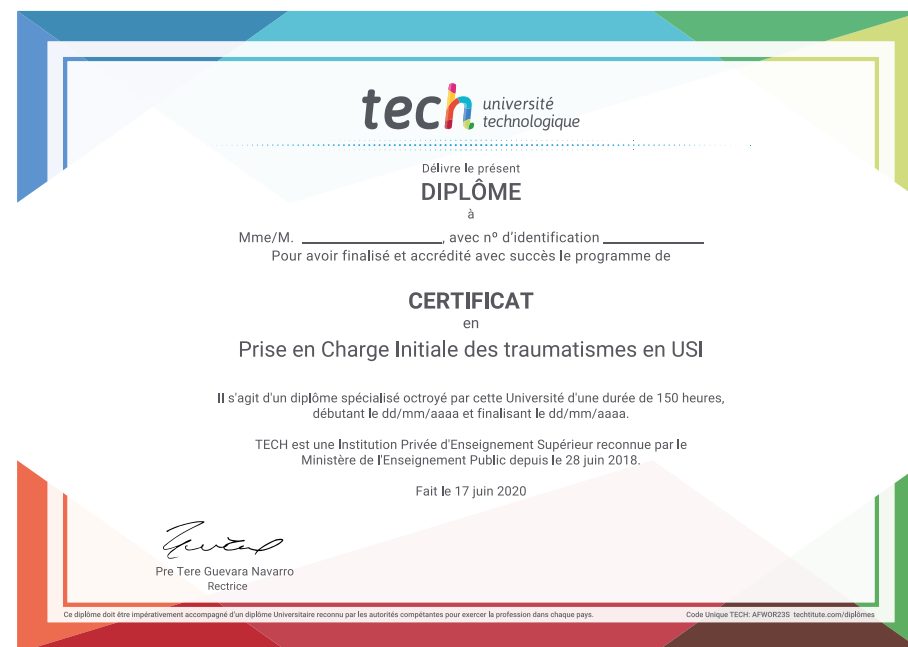 tech université
technologique
Délivre le présent
DIPLÔME
à
Mme/M. ____________________, avec nº d'identification ______________
Pour avoir finalisé et accrédité avec succès le programme de
CERTIFICAT
en
Prise en Charge Initiale des traumatismes en USI
Il s'agit d'un diplôme spécialisé octroyé par cette Université d'une durée de 150 heures,
débutant le dd/mm/aaaa et finalisant le dd/mm/aaaa.
TECH est une Institution Privée d'Enseignement Supérieur reconnue par le
Ministère de l'Enseignement Public depuis le 28 juin 2018.
Fait le 17 juin 2020
Pre Tere Guevara Navarro
Rectrice
Ce diplôme doit être impérativement accompagné d'un diplôme Universitaire reconnu par les autorités compétentes pour exercer la profession dans chaque pays.
Code Unique TECH: AFWOR23S techtitute.com/diplômes